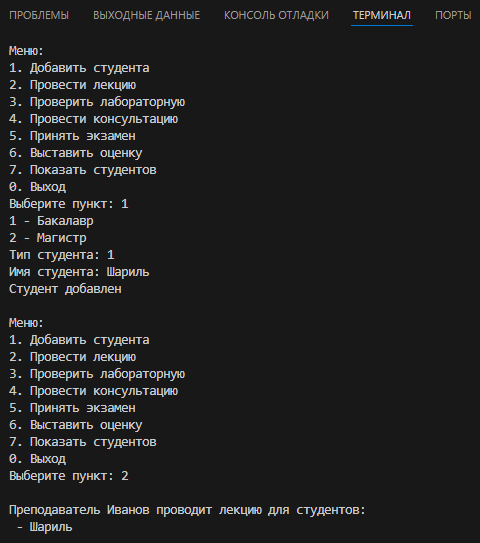 ПРОБЛЕМЫ ВЫХОДНЫЕ ДАННЫЕ КОНСОЛЬ ОТЛАДКИ ТЕРМИНАЛ ПОРТЫ
Меню:
1. Добавить студента
2. Провести лекцию
3. Проверить лабораторную
4. Провести консультацию
5. Принять экзамен
6. Выставить оценку
7. Показать студентов
0. Выход
Выберите пункт: 1
1 - Бакалавр
2 - Магистр
Тип студента: 1
Имя студента: Шариль
Студент добавлен
Меню:
1. Добавить студента
2. Провести лекцию
3. Проверить лабораторную
4. Провести консультацию
5. Принять экзамен
6. Выставить оценку
7. Показать студентов
0. Выход
Выберите пункт: 2
Преподаватель Иванов проводит лекцию для студентов:
- Шариль